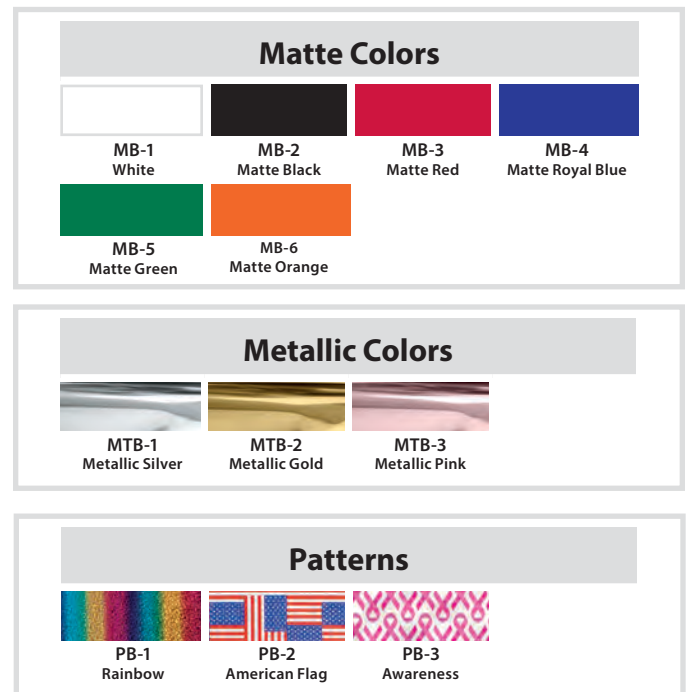 Matte Colors
MB-1
White
MB-2
Matte Black
MB-3
Matte Red
MB-4
Matte Royal Blue
MB-5
Matte Green
MB-6
Matte Orange
Metallic Colors
MTB-1
Metallic Silver
MTB-2
Metallic Gold
MTB-3
Metallic Pink
Patterns
PB-1
Rainbow
PB-2
American Flag
PB-3
Awareness